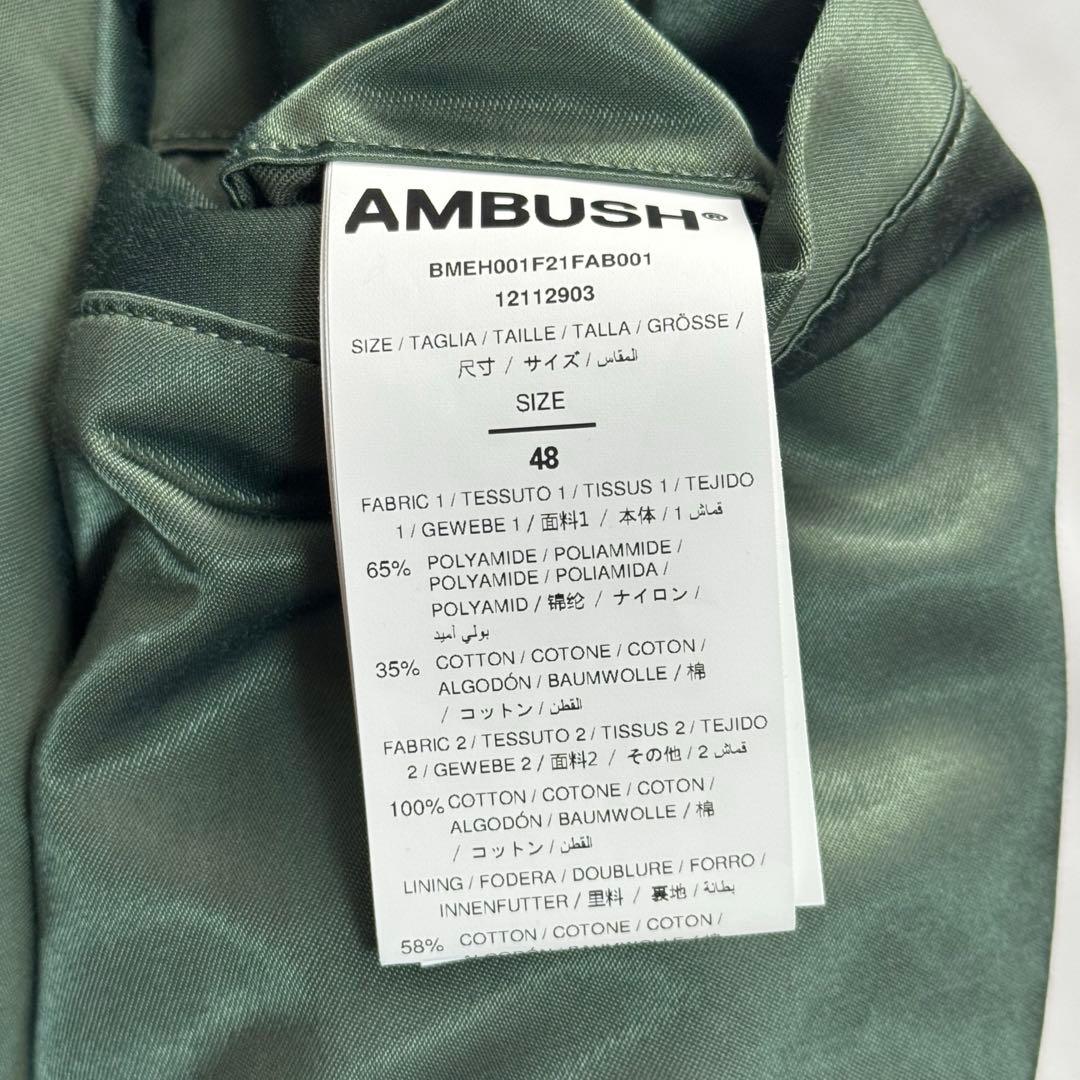 AMBUSH®
BMEH001F21FAB001
12112903
SIZE / TAGLIA / TAILLE / TALLA / GRÖSSE /
尺寸 / サイズ / المقاس
SIZE
48
FABRIC 1 / TESSUTO 1 / TISSUS 1 / TEJIDO
1 / GEWEBE 1 / 面料1 / 本体 / قماش 1
65% POLYAMIDE / POLIAMMIDE /
POLYAMIDE / POLIAMIDA /
POLYAMID / 锦纶 / ナイロン /
بولي أميد
35% COTTON / COTONE / COTON /
ALGODÓN / BAUMWOLLE / 棉
/ コットン / القطن
FABRIC 2 / TESSUTO 2 / TISSUS 2 / TEJIDO
2 / GEWEBE 2 / 面料2 / その他 / قماش 2
100% COTTON / COTONE / COTON /
ALGODÓN / BAUMWOLLE / 棉
/ コットン / القطن
LINING / FODERA / DOUBLURE / FORRO /
INNENFUTTER / 里料 / 裏地 / بطانة
58% COTTON / COTONE / COTON /